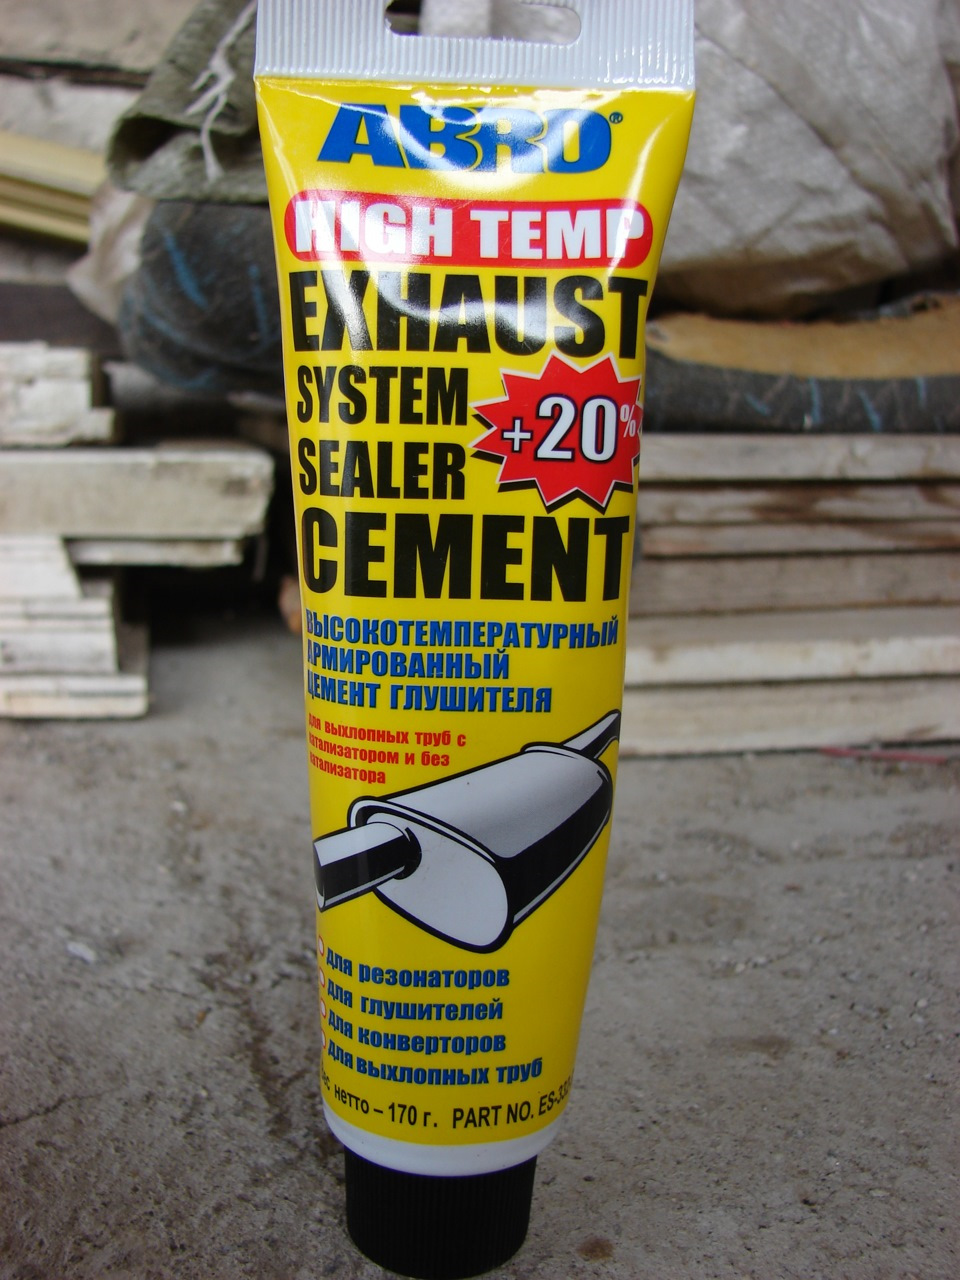 ABRO®
HIGH TEMP
EXHAUST
SYSTEM
SEALER
+20%
CEMENT
ВЫСОКОТЕМПЕРАТУРНЫЙ
АРМИРОВАННЫЙ
ЦЕМЕНТ ГЛУШИТЕЛЯ
для выхлопных труб с
катализатором и без
катализатора
для резонаторов
для глушителей
для конверторов
для выхлопных труб
нетто – 170 г. PART NO.